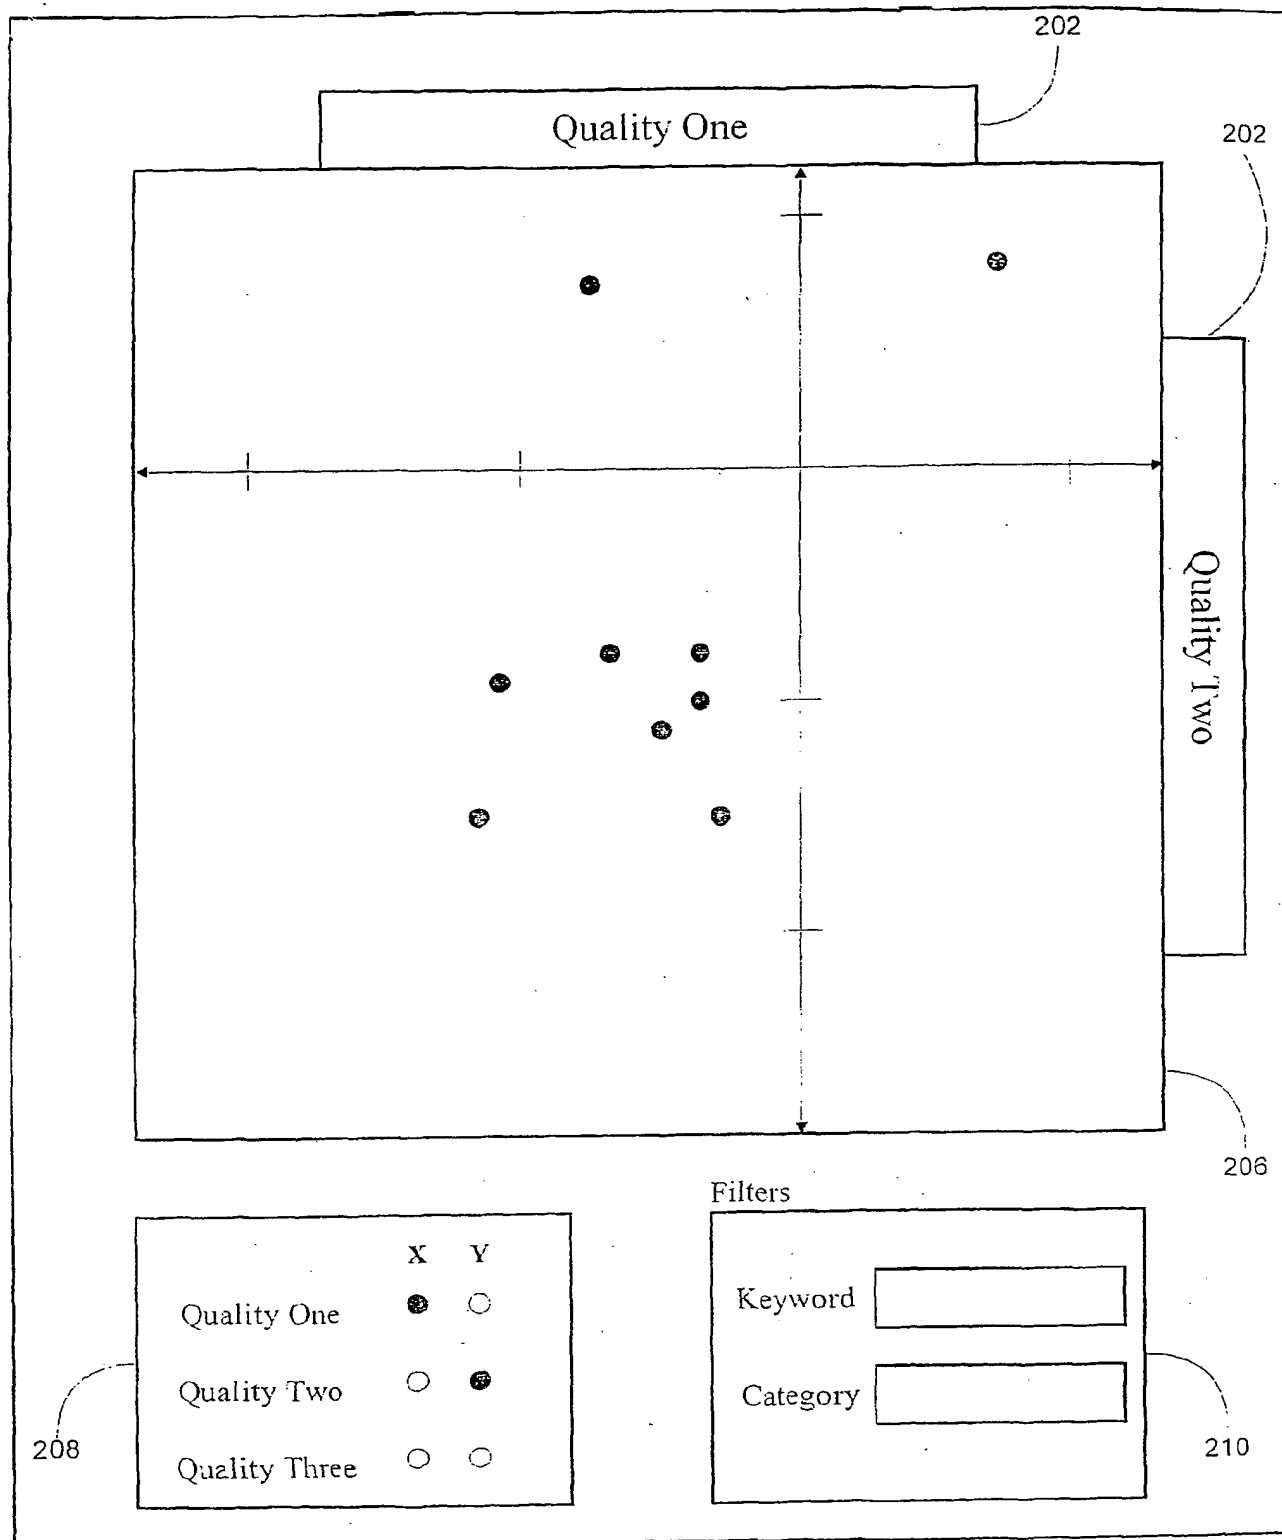 202
Quality One
202
Quality Two
206
Filters
X Y
Quality One
Quality Two
Quality Three
208
Keyword
Category
210